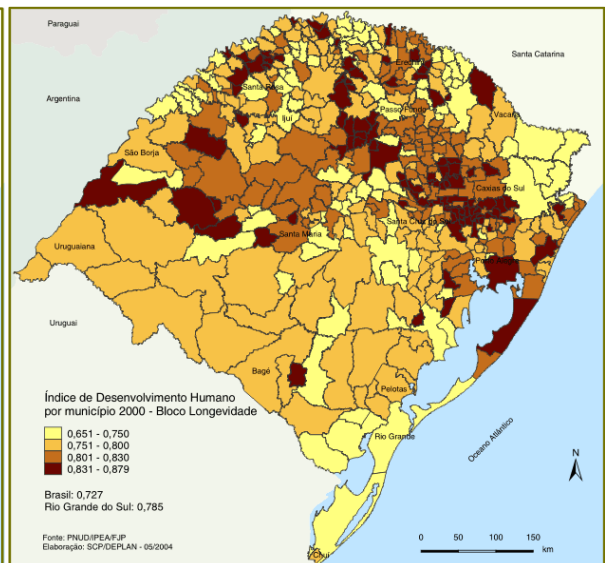 Paraguai
Santa Catarina
Erechim
Santa Rosa
Argentina
Passo Fundo
Vacaria
Ijuí
São Borja
Caxias do Sul
Santa Cruz do Sul
Santa Maria
Uruguaiana
Porto Alegre
Uruguai
Bagé
Pelotas
Índice de Desenvolvimento Humano
por município 2000 - Bloco Longevidade
0,651 - 0,750
0,751 - 0,800
0,801 - 0,830
0,831 - 0,879
Rio Grande
Oceano Atlântico
N
Brasil: 0,727
Rio Grande do Sul: 0,785
Fonte: PNUD/IPEA/FJP
Elaboração: SCP/DEPLAN - 05/2004
Chuí
0 50 100 150
km